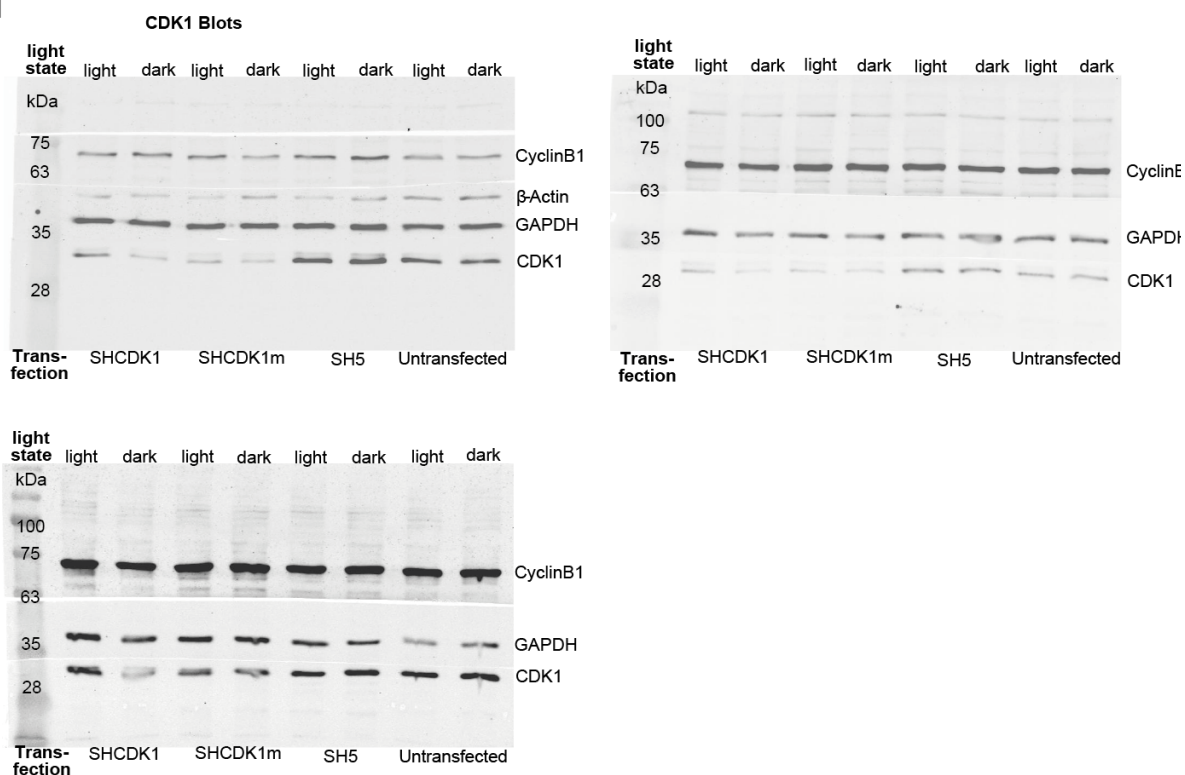 CDK1 Blots
light
state
light dark light dark light dark light dark
kDa
75
63
35
28
CyclinB1
β-Actin
GAPDH
CDK1
Trans-
fection
SHCDK1 SHCDK1m SH5 Untransfected
light
state
light dark light dark light dark light dark
kDa
100
75
63
35
28
CyclinB
GAPDH
CDK1
Trans-
fection
SHCDK1 SHCDK1m SH5 Untransfected
light
state
light dark light dark light dark light dark
kDa
100
75
63
35
28
CyclinB1
GAPDH
CDK1
Trans-
fection
SHCDK1 SHCDK1m SH5 Untransfected